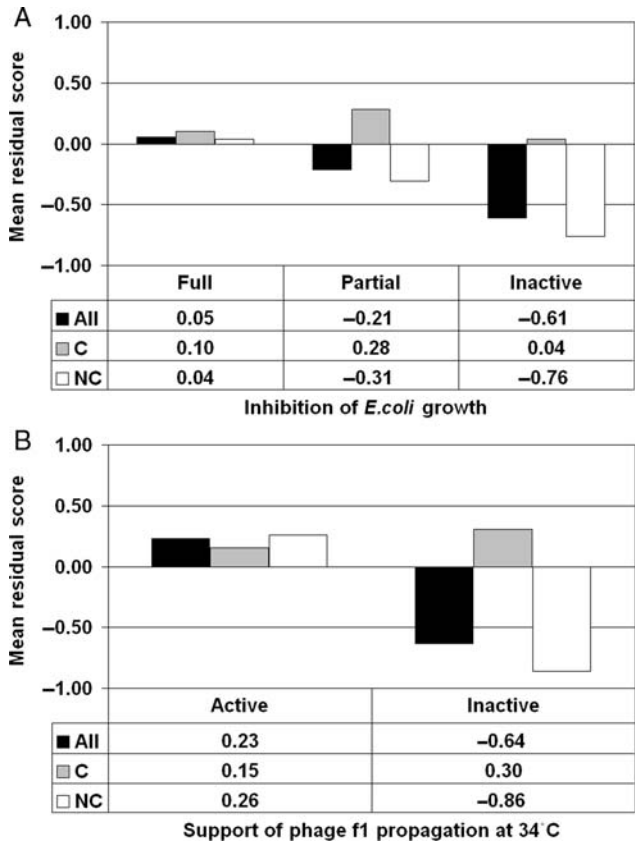 A
1.00
0.50
0.00
−0.50
−1.00
Mean residual score
Full Partial Inactive
All 0.05 −0.21 −0.61
C 0.10 0.28 0.04
NC 0.04 −0.31 −0.76
Inhibition of E.coli growth
B
1.00
0.50
0.00
−0.50
−1.00
Mean residual score
Active Inactive
All 0.23 −0.64
C 0.15 0.30
NC 0.26 −0.86
Support of phage f1 propagation at 34°C